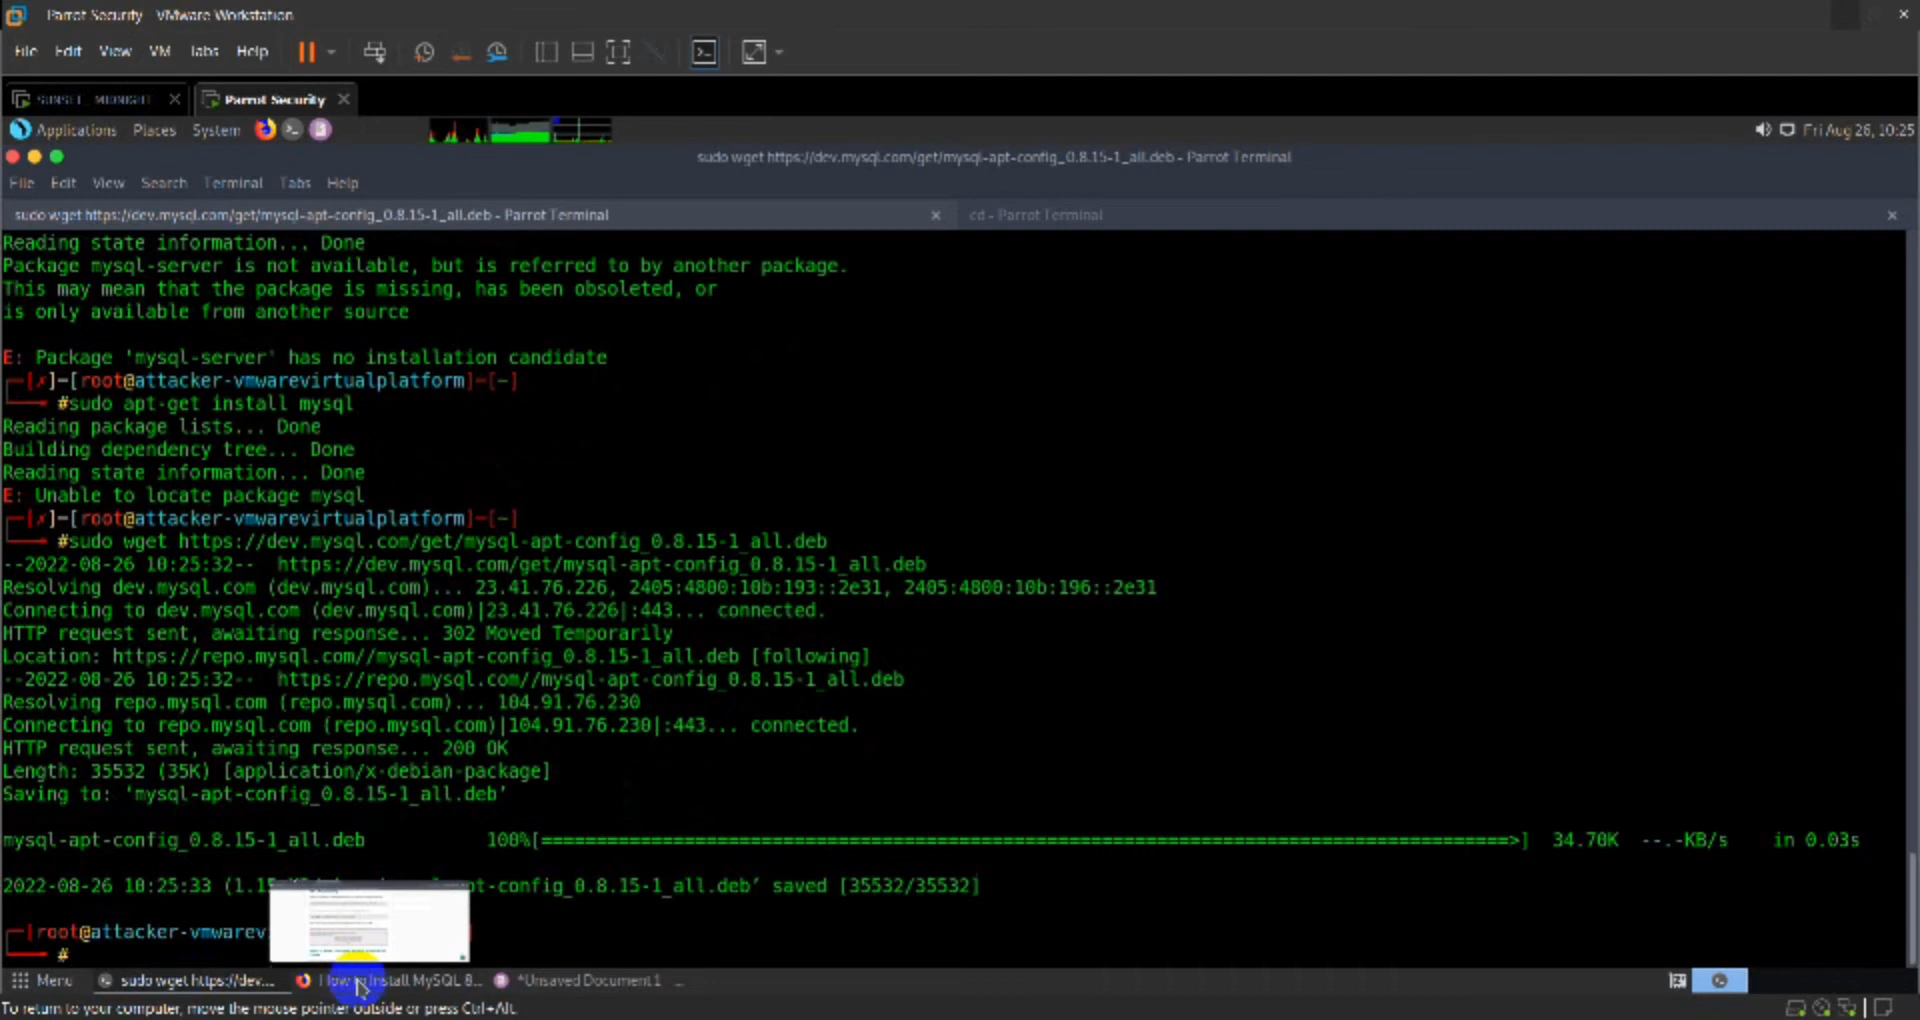 Parrot Security - VMware Workstation
File Edit View VM Tabs Help
SUNSET_MIDNIGHT
Parrot Security
Applications Places System
Fri Aug 26, 10:25
sudo wget https://dev.mysql.com/get/mysql-apt-config_0.8.15-1_all.deb - Parrot Terminal
File Edit View Search Terminal Tabs Help
sudo wget https://dev.mysql.com/get/mysql-apt-config_0.8.15-1_all.deb - Parrot Terminal
cd - Parrot Terminal
Reading state information... Done
Package mysql-server is not available, but is referred to by another package.
This may mean that the package is missing, has been obsoleted, or
is only available from another source
E: Package 'mysql-server' has no installation candidate
[✗]-[root@attacker-vmwarevirtualplatform]-[~]
#sudo apt-get install mysql
Reading package lists... Done
Building dependency tree... Done
Reading state information... Done
E: Unable to locate package mysql
[✗]-[root@attacker-vmwarevirtualplatform]-[~]
#sudo wget https://dev.mysql.com/get/mysql-apt-config_0.8.15-1_all.deb
--2022-08-26 10:25:32-- https://dev.mysql.com/get/mysql-apt-config_0.8.15-1_all.deb
Resolving dev.mysql.com (dev.mysql.com)... 23.41.76.226, 2405:4800:10b:193::2e31, 2405:4800:10b:196::2e31
Connecting to dev.mysql.com (dev.mysql.com)|23.41.76.226|:443... connected.
HTTP request sent, awaiting response... 302 Moved Temporarily
Location: https://repo.mysql.com//mysql-apt-config_0.8.15-1_all.deb [following]
--2022-08-26 10:25:32-- https://repo.mysql.com//mysql-apt-config_0.8.15-1_all.deb
Resolving repo.mysql.com (repo.mysql.com)... 104.91.76.230
Connecting to repo.mysql.com (repo.mysql.com)|104.91.76.230|:443... connected.
HTTP request sent, awaiting response... 200 OK
Length: 35532 (35K) [application/x-debian-package]
Saving to: 'mysql-apt-config_0.8.15-1_all.deb'
mysql-apt-config_0.8.15-1_all.deb 100%[=====================>] 34.70K --.-KB/s in 0.03s
2022-08-26 10:25:33 (1.15 pt-config_0.8.15-1_all.deb' saved [35532/35532]
[root@attacker-vmwarev
#
Menu sudo wget https://dev.... How to Install MySQL 8... *Unsaved Document 1 ...
To return to your computer, move the mouse pointer outside or press Ctrl+Alt.